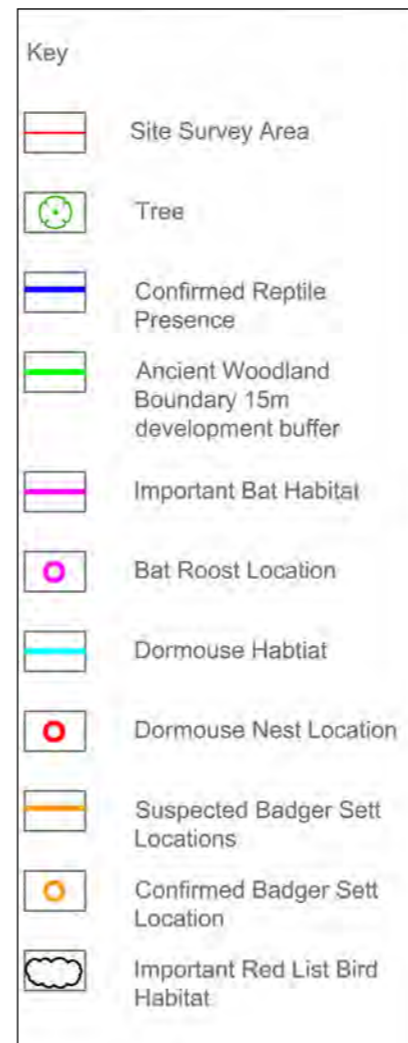 Key
Site Survey Area
Tree
Confirmed Reptile
Presence
Ancient Woodland
Boundary 15m
development buffer
Important Bat Habitat
Bat Roost Location
Dormouse Habtiat
Dormouse Nest Location
Suspected Badger Sett
Locations
Confirmed Badger Sett
Location
Important Red List Bird
Habitat